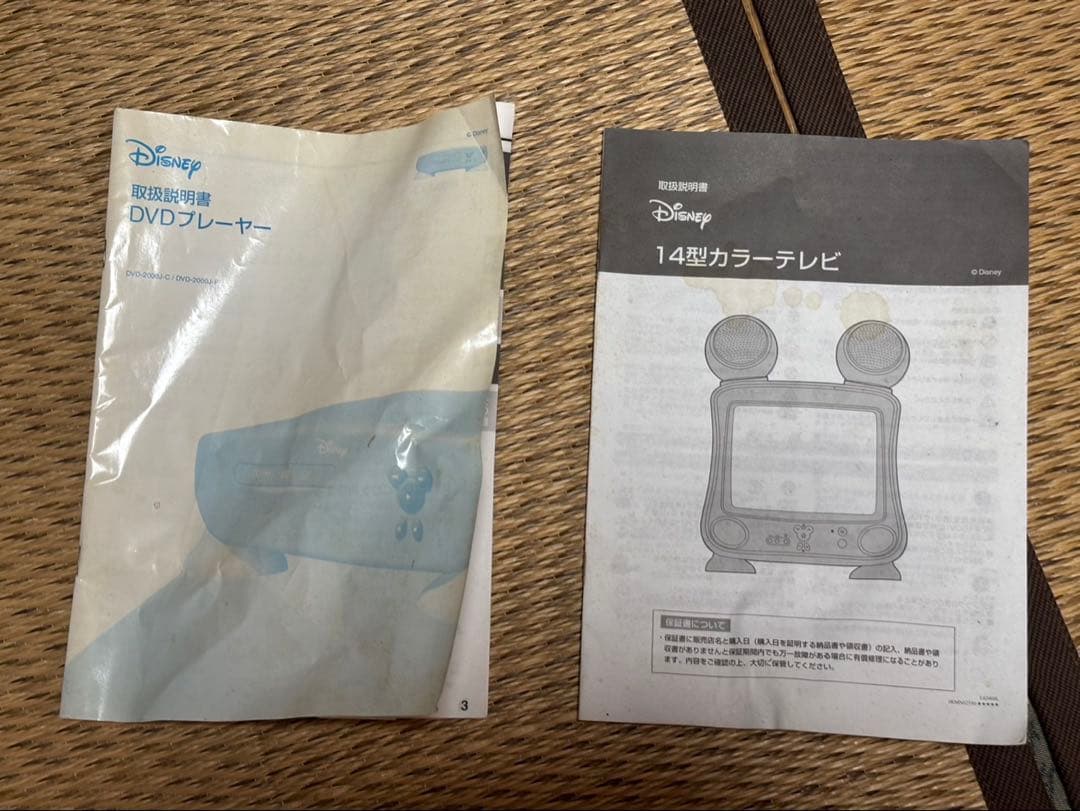 © Disney
Disney
取扱説明書
DVDプレーヤー
DVD-2000J-C / DVD-2000J-P
Disney
3
取扱説明書
Disney
14型カラーテレビ
© Disney
保証書について
・保証書に販売店名と購入日（購入日を証明する納品書や領収書）の記入、納品書や領
収書がありませんと保証期間内でも万一故障がある場合に有償修理になることがあり
ます。内容をご確認の上、大切に保管してください。